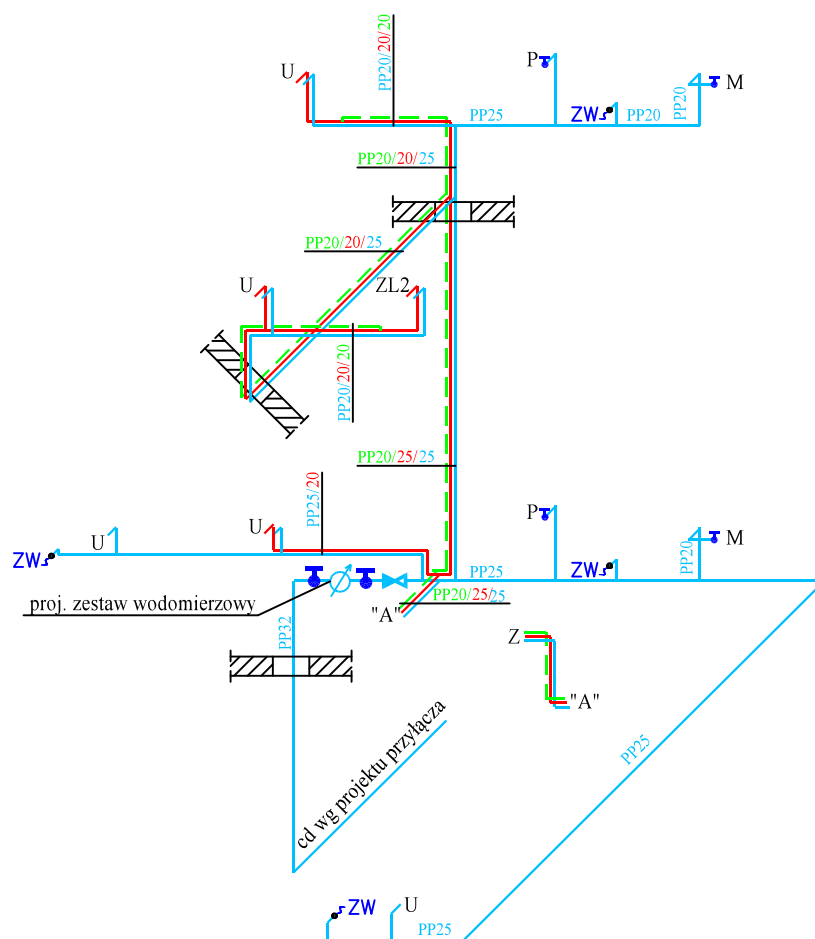 PP20/20/20
U
P
M
PP25
ZW
PP20
PP20
PP20/20/25
PP20/20/25
U
ZL2
PP20/20/20
PP20/25/25
PP25/20
P
U
U
M
ZW
PP20
ZW
PP25
PP20/25/25
proj. zestaw wodomierzowy
"A"
PP32
Z
"A"
cd wg projektu przyłącza
PP25
ZW
U
PP25